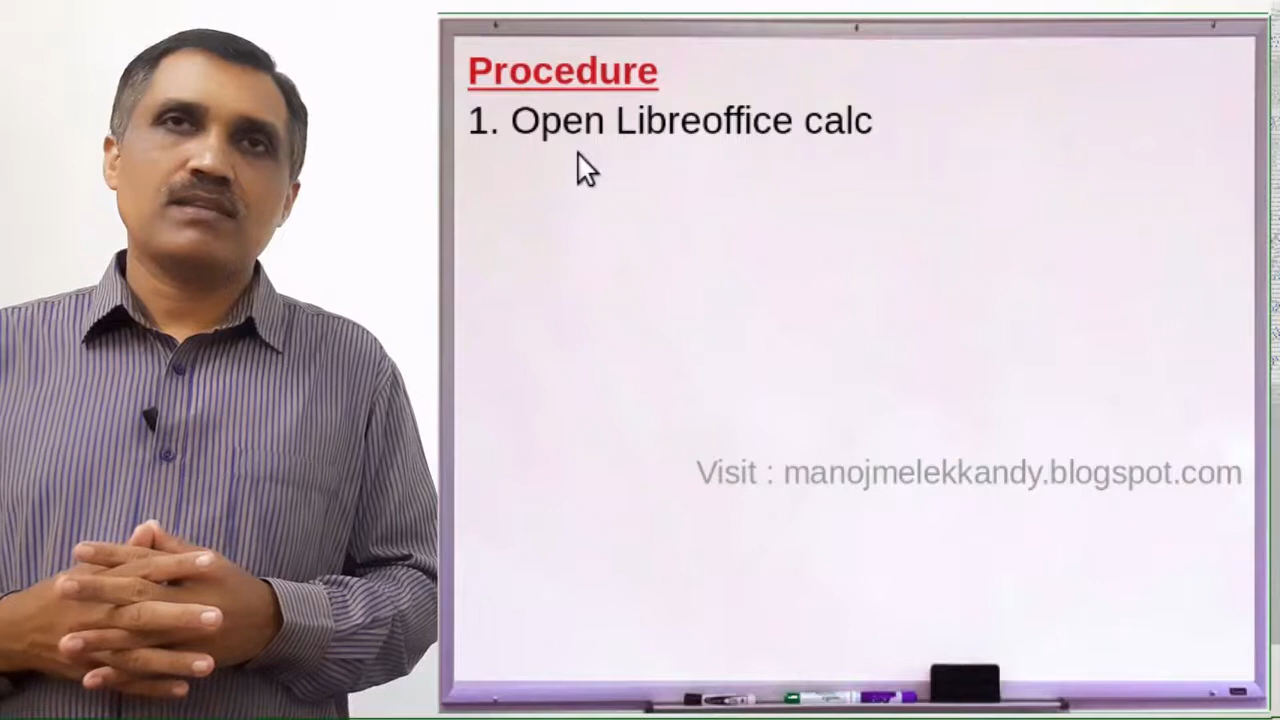 Procedure
1. Open Libreoffice calc
Visit : manojmelekkandy.blogspot.com